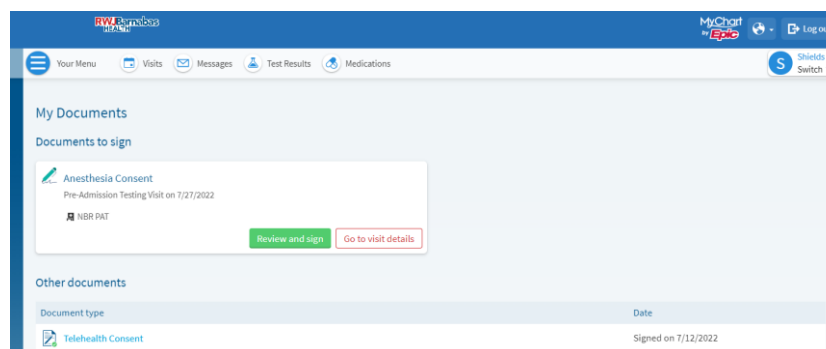 RWJBarnabas
HEALTH
MyChart
by Epic
Log ou
Your Menu
Visits
Messages
Test Results
Medications
S
Shields
Switch
My Documents
Documents to sign
Anesthesia Consent
Pre-Admission Testing Visit on 7/27/2022
NBR PAT
Review and sign
Go to visit details
Other documents
Document type
Date
Telehealth Consent
Signed on 7/12/2022